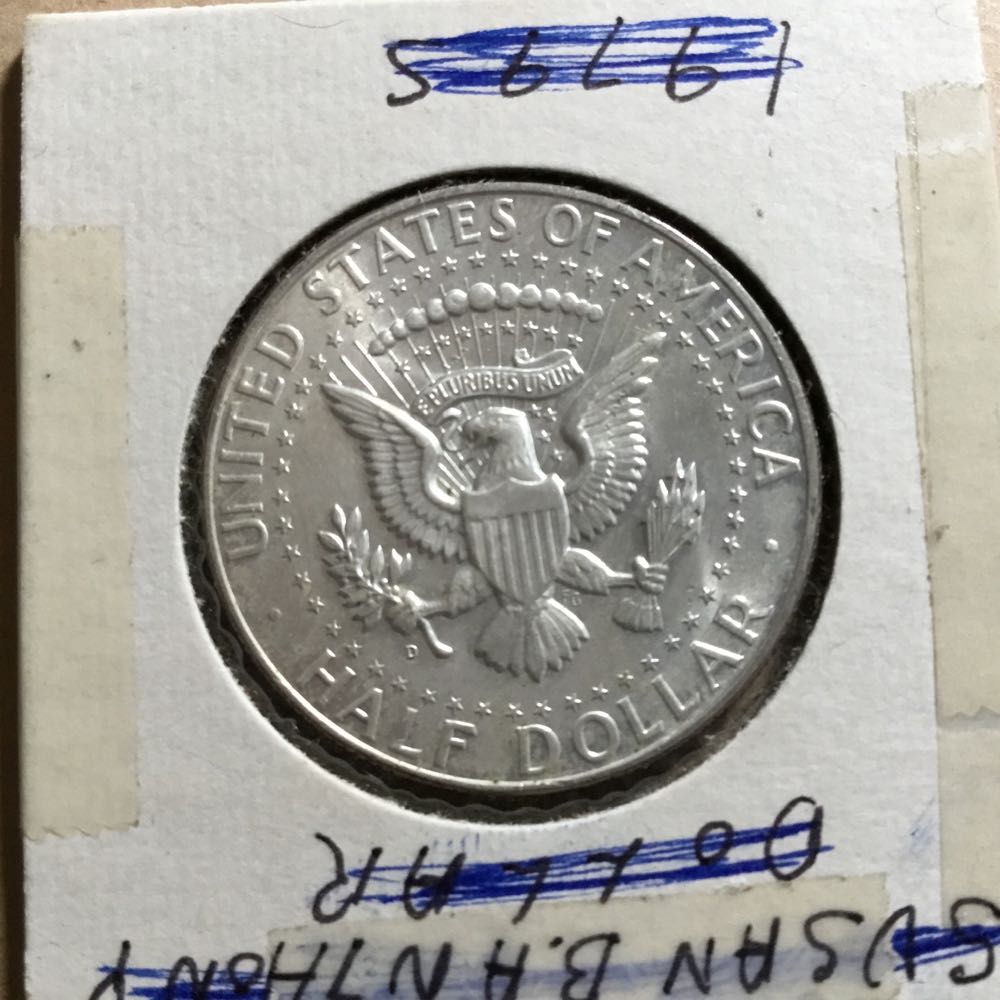 1979 S
UNITED STATES OF AMERICA
E PLURIBUS UNUM
D
FG
HALF DOLLAR
DOLLAR
SUSAN B. ANTHONY